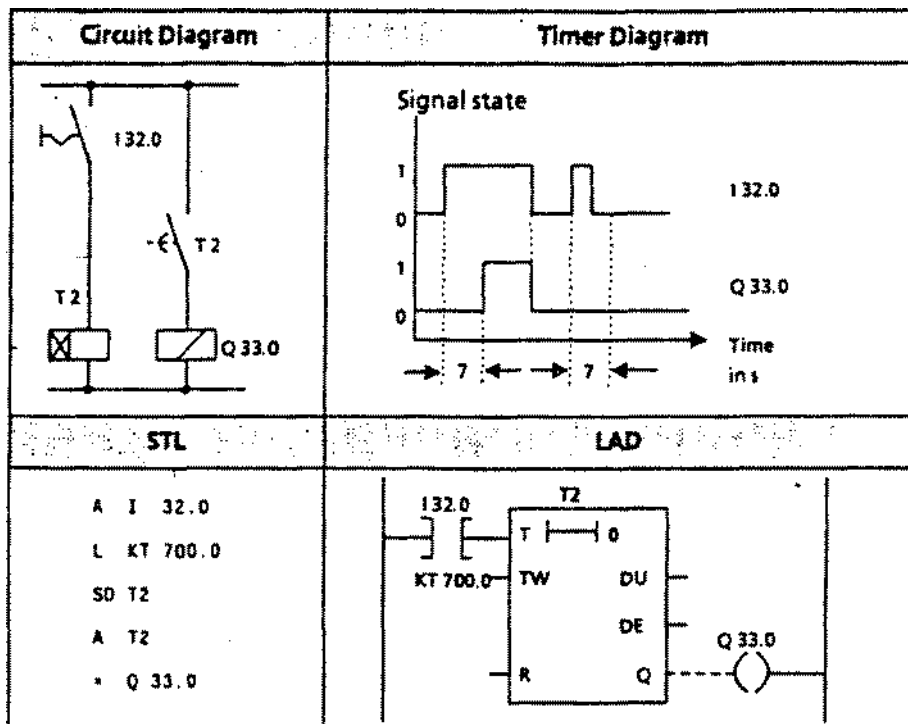 Circuit Diagram
Timer Diagram
I 32.0
T 2
T 2
Q 33.0
Signal state
1
0
I 32.0
1
0
Q 33.0
Time
in s
7
7
STL
LAD
A I 32.0
L KT 700.0
SD T2
A T2
= Q 33.0
I 32.0
T2
T 0
KT 700.0
TW
DU
DE
R
Q
Q 33.0